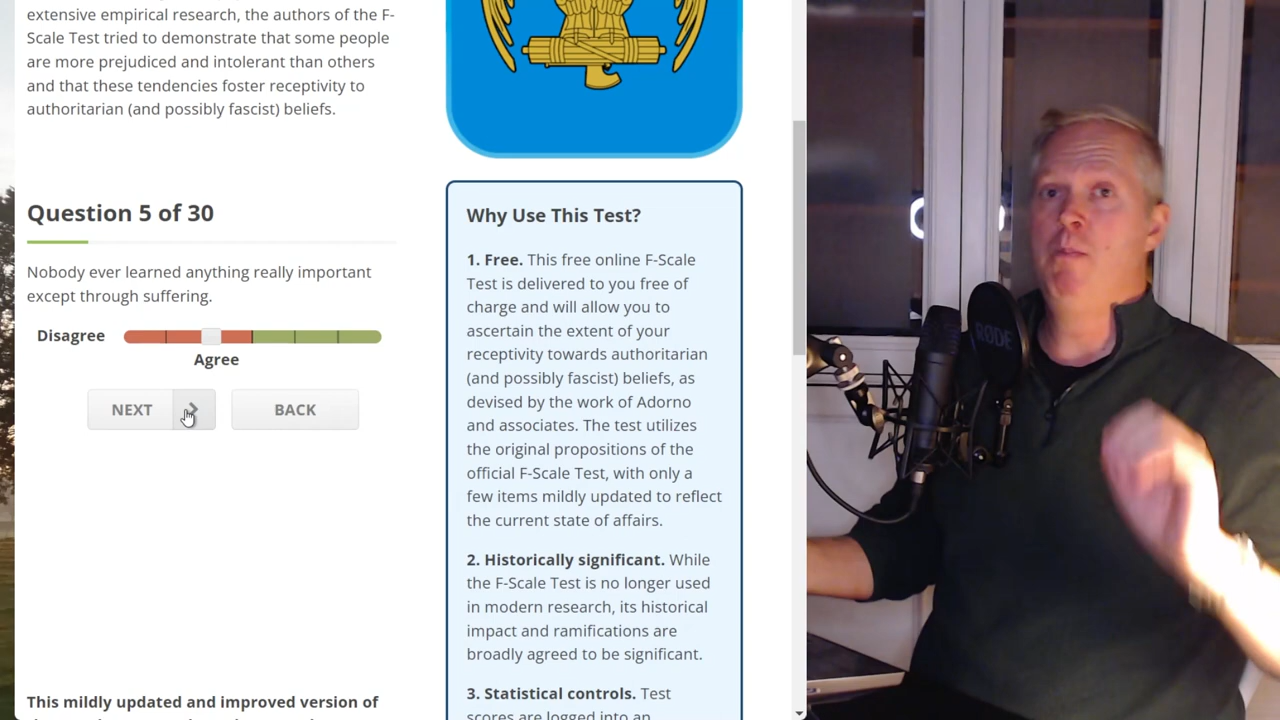 extensive empirical research, the authors of the F-
Scale Test tried to demonstrate that some people
are more prejudiced and intolerant than others
and that these tendencies foster receptivity to
authoritarian (and possibly fascist) beliefs.
Question 5 of 30
Nobody ever learned anything really important
except through suffering.
Disagree
Agree
NEXT
BACK
Why Use This Test?
1. Free. This free online F-Scale
Test is delivered to you free of
charge and will allow you to
ascertain the extent of your
receptivity towards authoritarian
(and possibly fascist) beliefs, as
devised by the work of Adorno
and associates. The test utilizes
the original propositions of the
official F-Scale Test, with only a
few items mildly updated to reflect
the current state of affairs.
2. Historically significant. While
the F-Scale Test is no longer used
in modern research, its historical
impact and ramifications are
broadly agreed to be significant.
3. Statistical controls. Test
scores are logged into an
This mildly updated and improved version of
RØDE